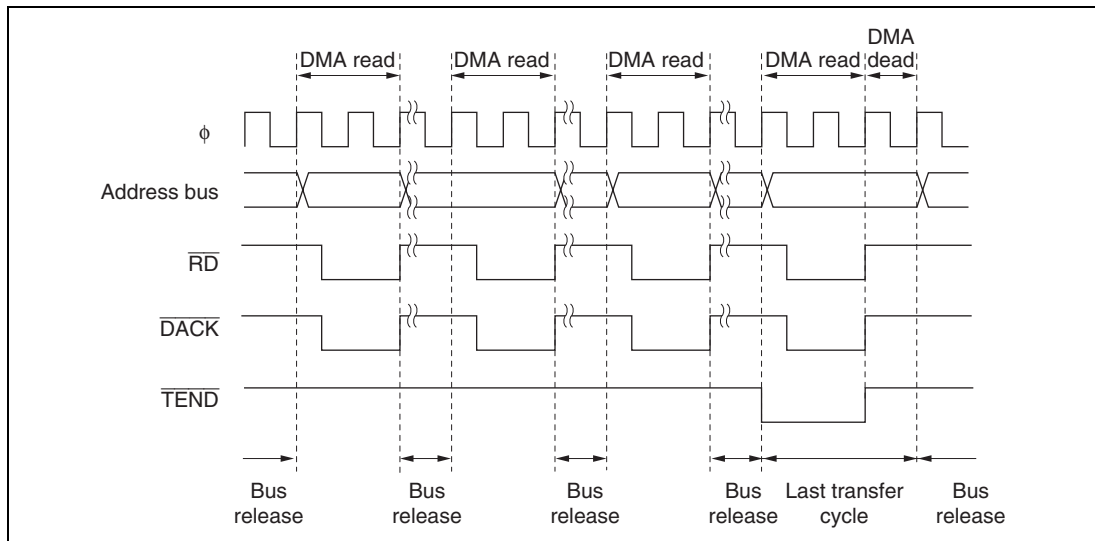 DMA
dead
DMA read DMA read DMA read DMA read
ϕ
Address bus
RD
DACK
TEND
Bus release
Bus release
Bus release
Bus release
Last transfer cycle
Bus release